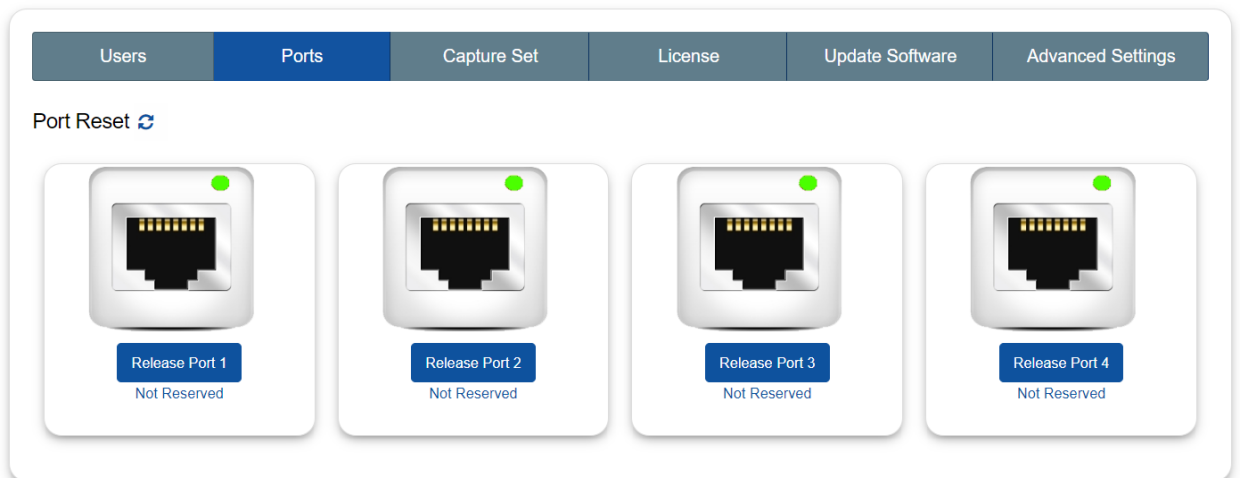 Users Ports Capture Set License Update Software Advanced Settings
Port Reset
Release Port 1 Release Port 2 Release Port 3 Release Port 4
Not Reserved Not Reserved Not Reserved Not Reserved